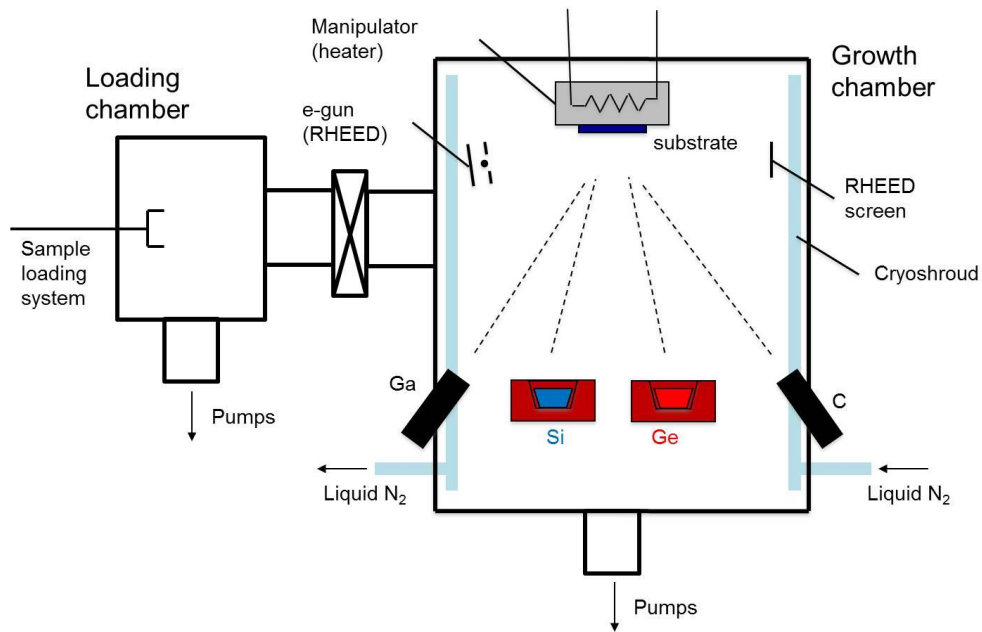 Manipulator
(heater)
Growth
chamber
Loading
chamber
e-gun
(RHEED)
substrate
RHEED
screen
Sample
loading
system
Cryoshroud
Ga
C
Pumps
Si
Ge
Liquid N₂
Liquid N₂
Pumps